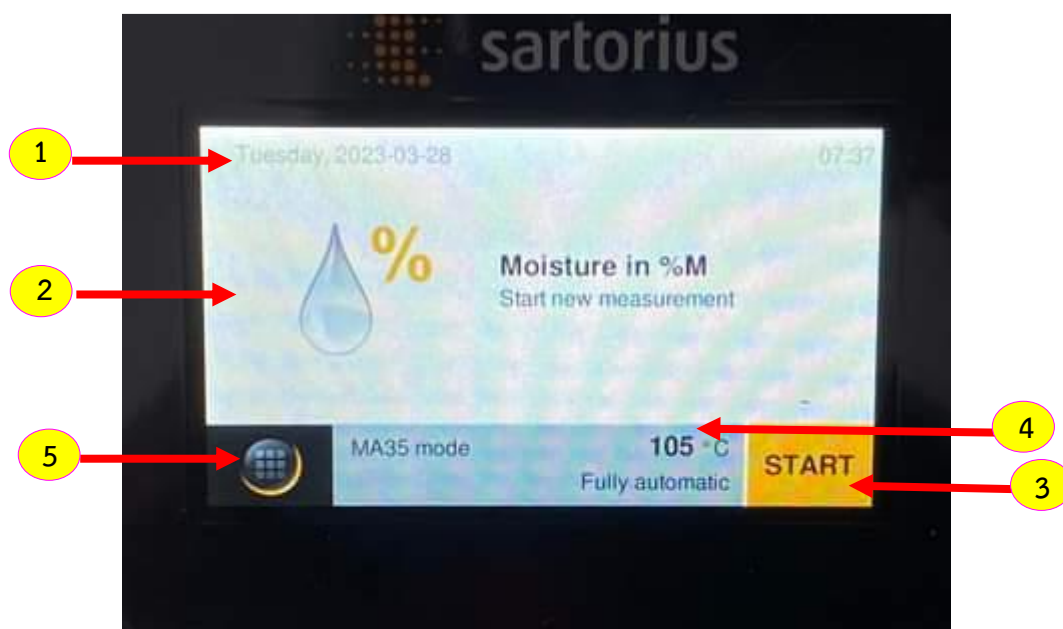 sartorius
1
Tuesday, 2023-03-28
07:37
2
%
Moisture in %M
Start new measurement
5
MA35 mode
105 °C
Fully automatic
START
4
3